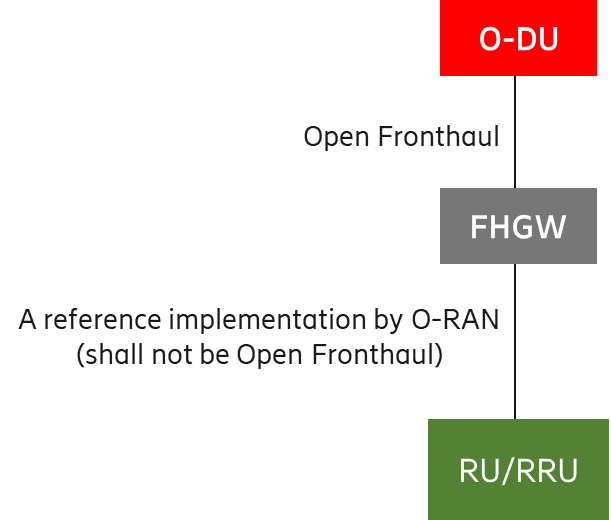 O-DU
Open Fronthaul
FHGW
A reference implementation by O-RAN
(shall not be Open Fronthaul)
RU/RRU